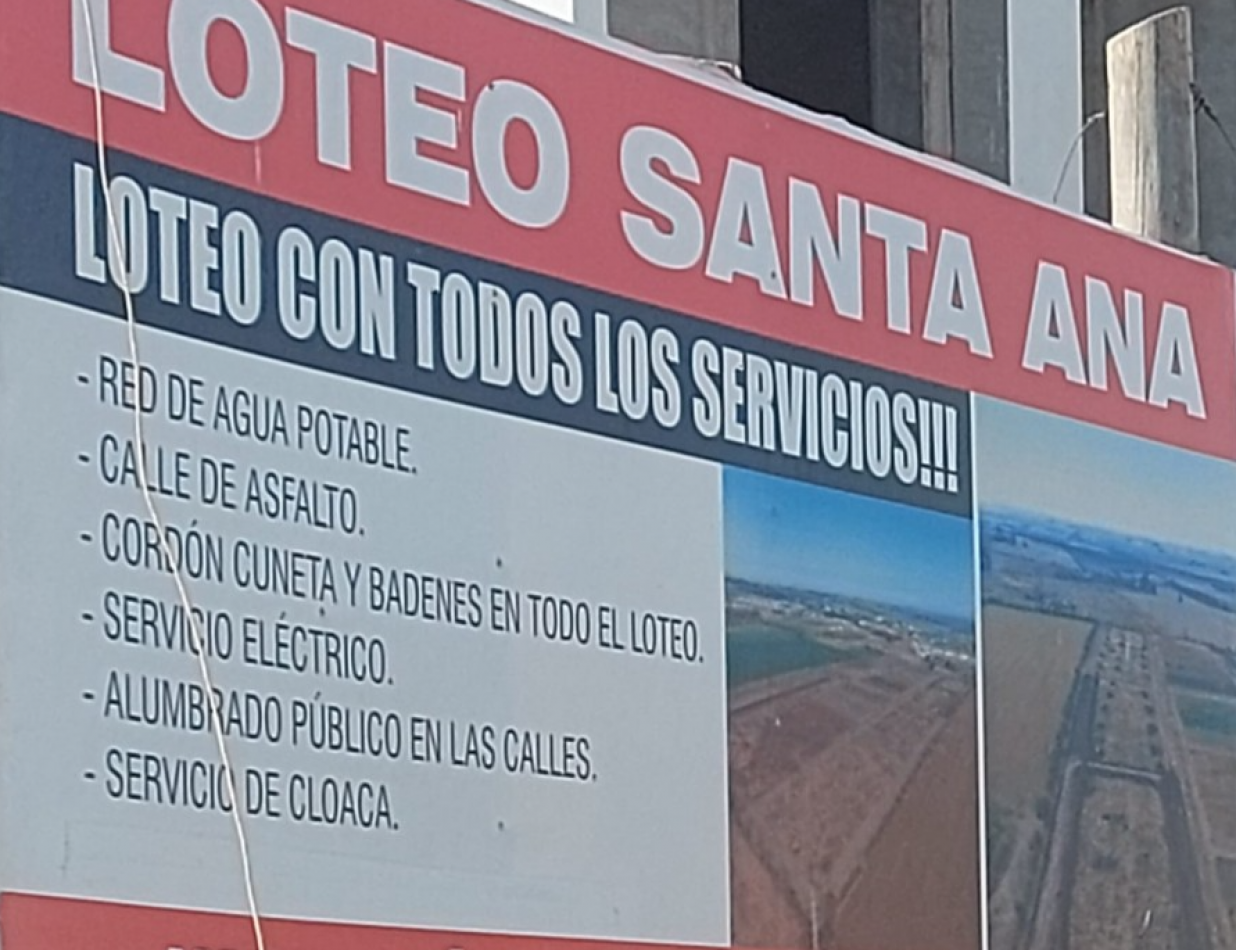 LOTEO SANTA ANA
LOTEO CON TODOS LOS SERVICIOS!!!
- RED DE AGUA POTABLE.
- CALLE DE ASFALTO.
- CORDÓN CUNETA Y BADENES EN TODO EL LOTEO.
- SERVICIO ELÉCTRICO.
- ALUMBRADO PÚBLICO EN LAS CALLES.
- SERVICIO DE CLOACA.